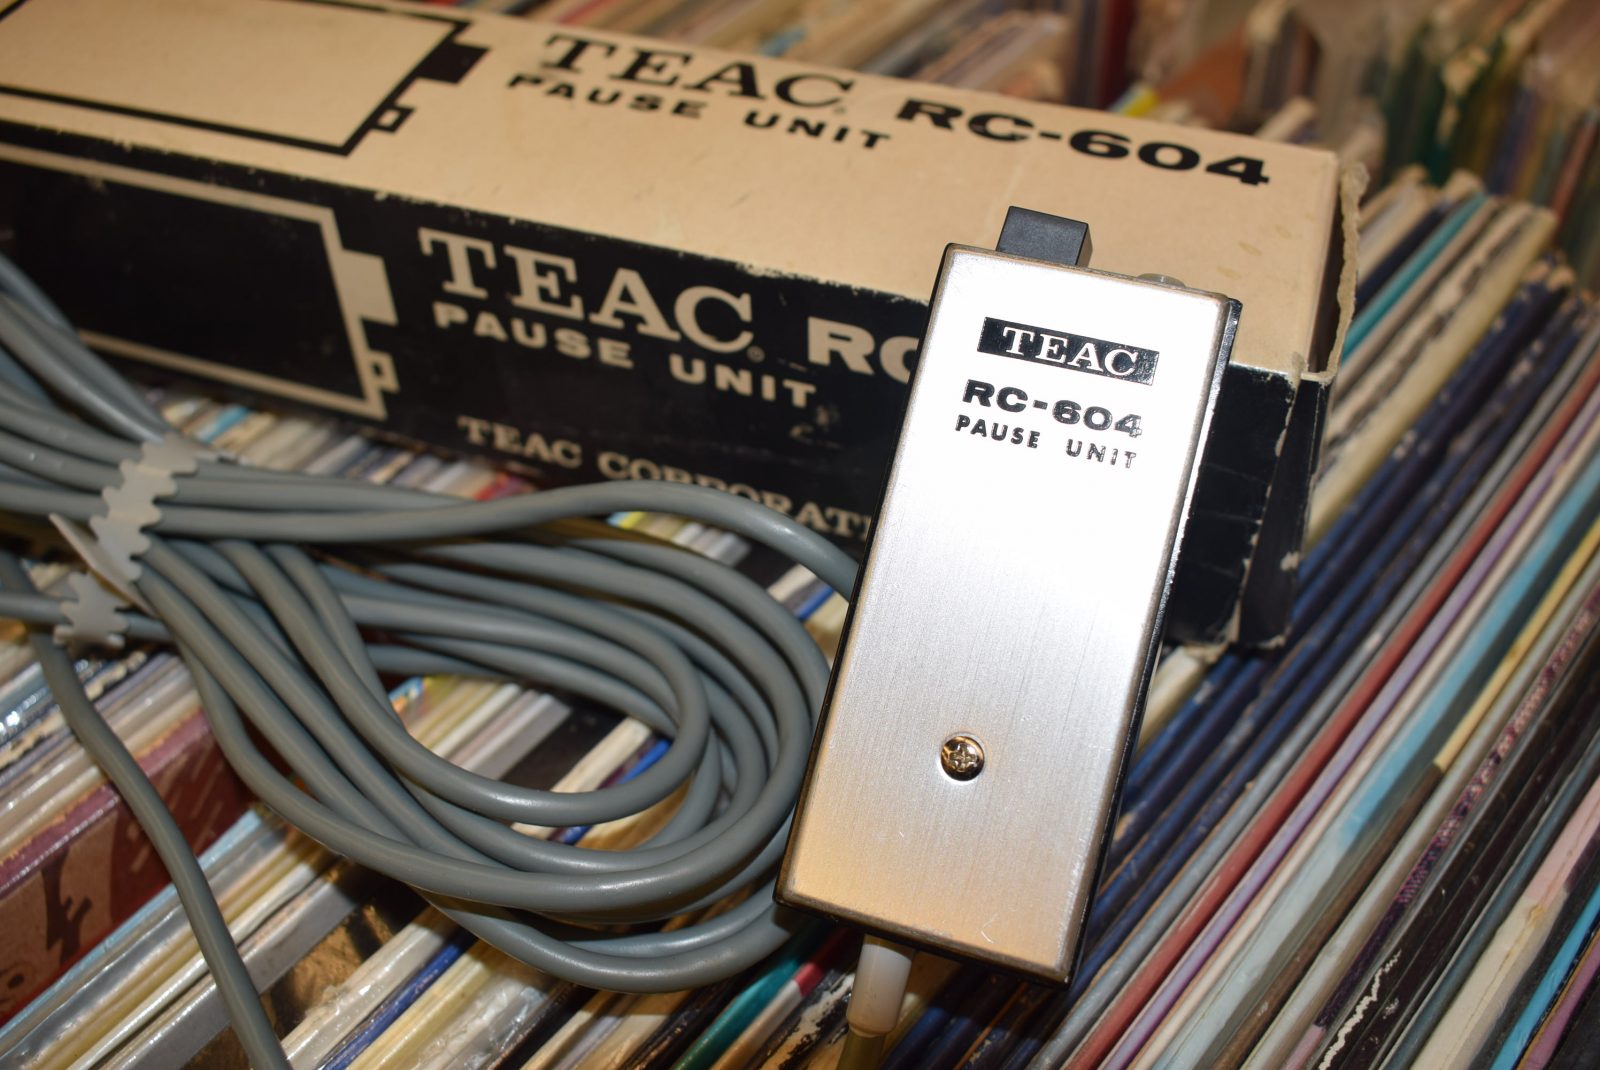 TEAC RC-604
PAUSE UNIT
TEAC RC
PAUSE UNIT
TEAC CORPORATI
TEAC
RC-604
PAUSE UNIT